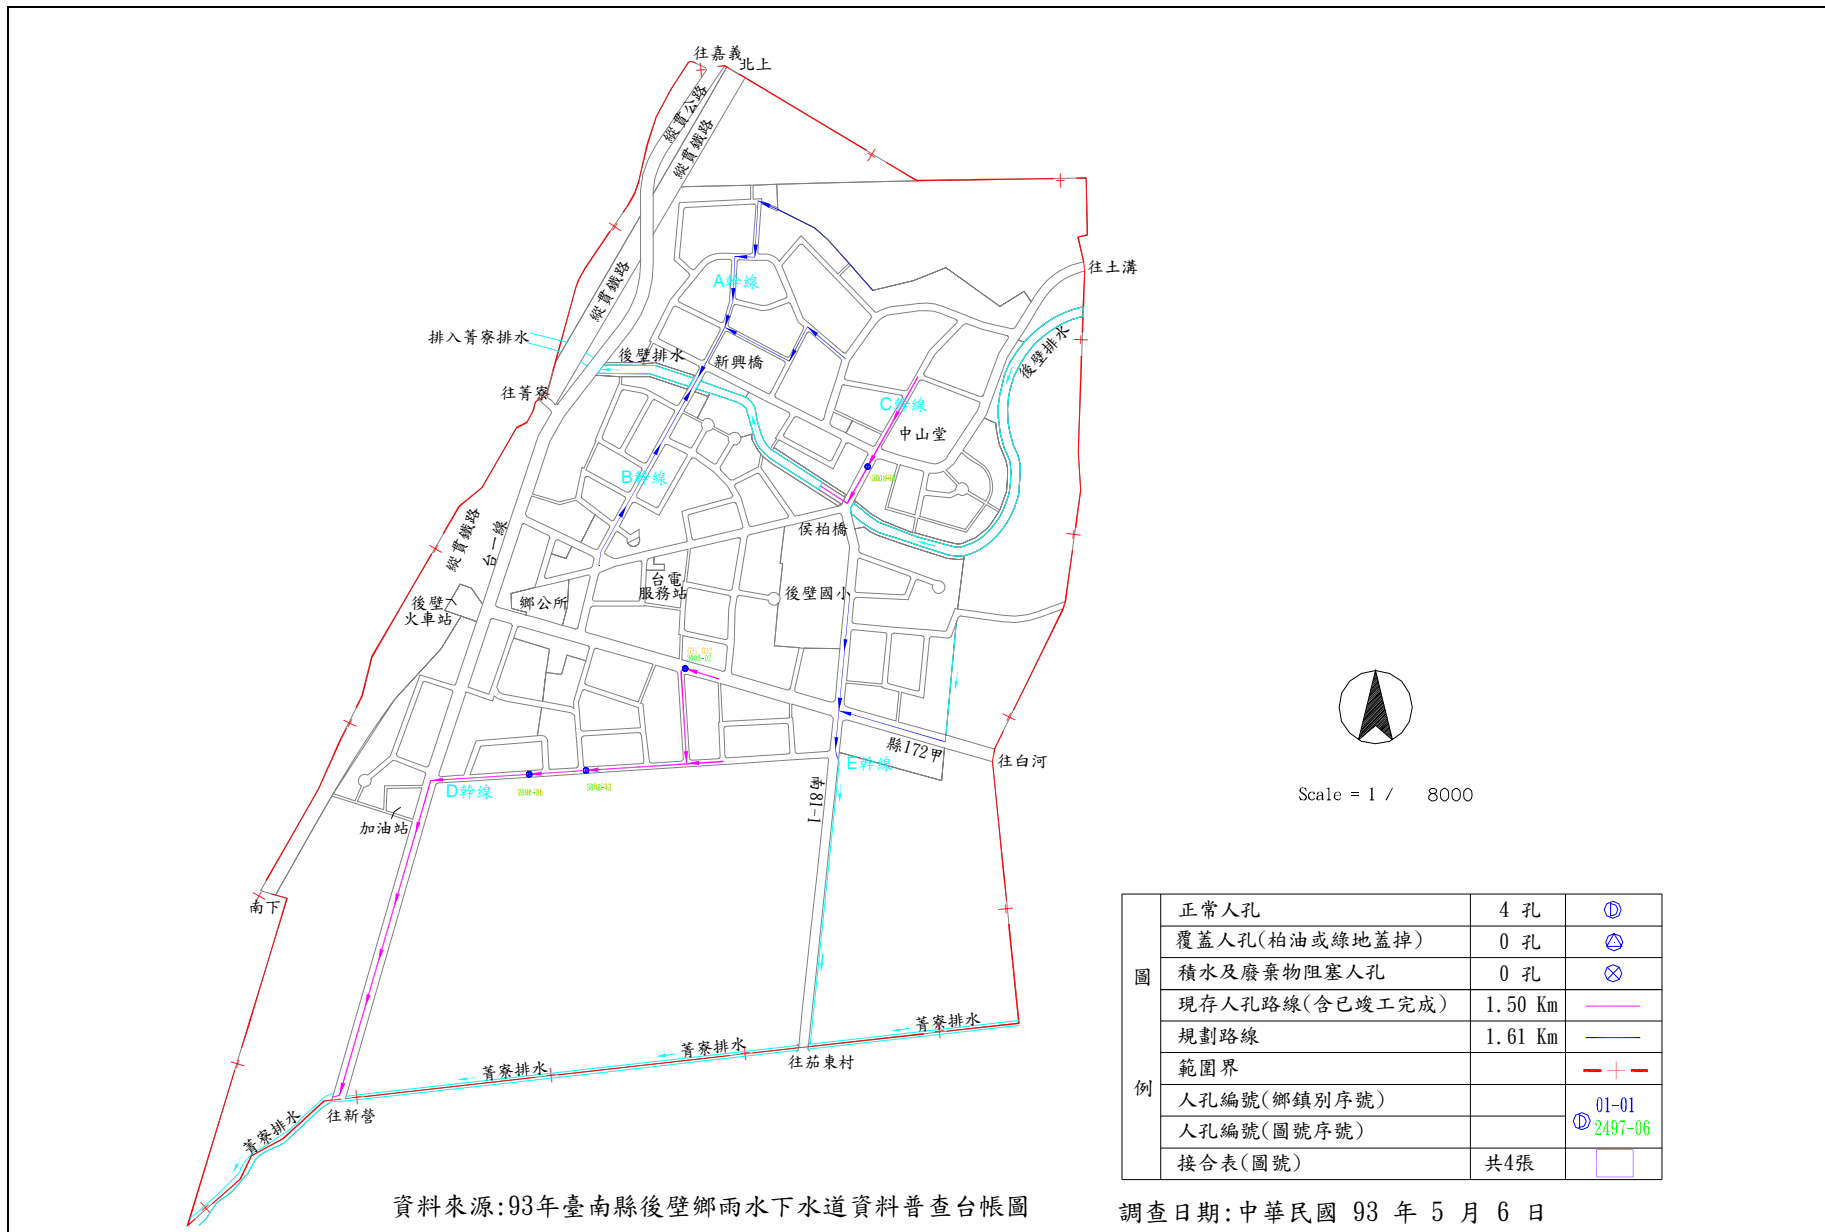 往嘉義
北上
縱貫公路
縱貫鐵路
往土溝
縱貫鐵路
A幹線
排入菁寮排水
後壁排水
新興橋
後壁排水
往菁寮
C幹線
中山堂
B幹線
侯柏橋
縱貫鐵路
台一線
台電
服務站
後壁國小
鄉公所
後壁
火車站
縣172甲
往白河
E幹線
D幹線
南81-1
加油站
南下
菁寮排水
菁寮排水
菁寮排水
往茄東村
往新營
菁寮排水
Scale = 1 / 8000
圖例
正常人孔 4 孔
覆蓋人孔(柏油或綠地蓋掉) 0 孔
積水及廢棄物阻塞人孔 0 孔
現存人孔路線(含已竣工完成) 1.50 Km
規劃路線 1.61 Km
範圍界
人孔編號(鄉鎮別序號) 01-01
人孔編號(圖號序號) 2497-06
接合表(圖號) 共4張
資料來源:93年臺南縣後壁鄉雨水下水道資料普查台帳圖
調查日期:中華民國 93 年 5 月 6 日